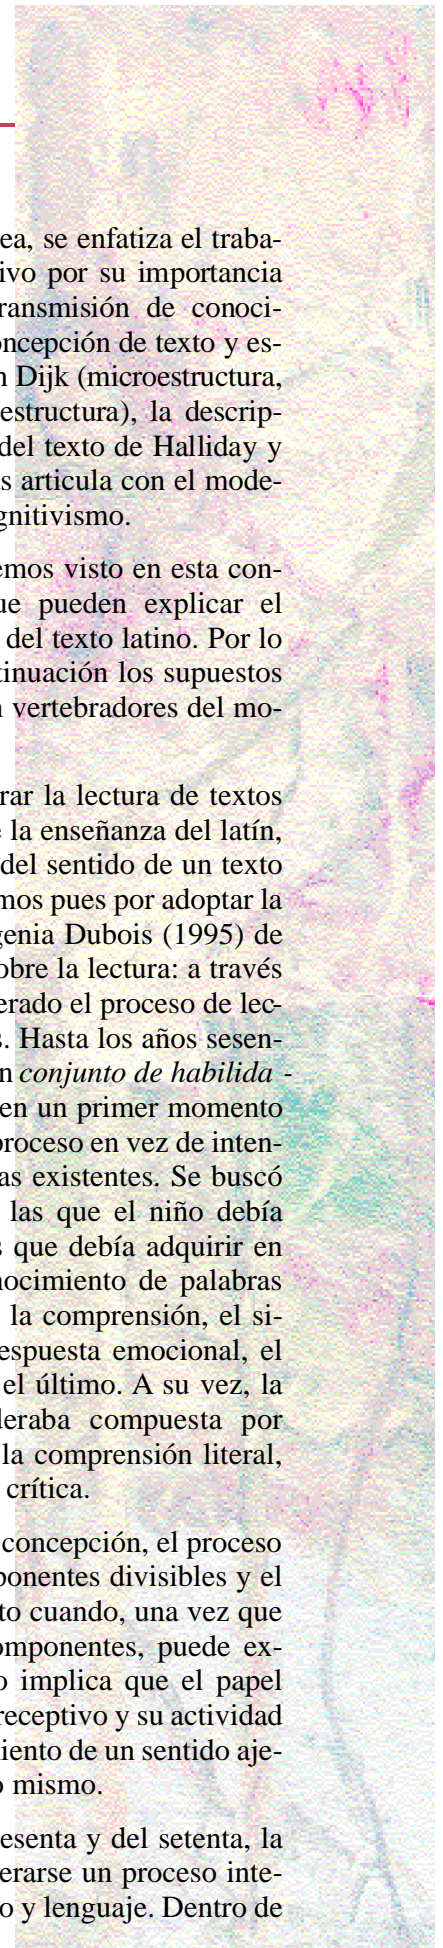 ea, se enfatiza el traba-
ivo por su importancia
ransmisión de conoci-
oncepción de texto y es-
n Dijk (microestructura,
estructura), la descrip-
del texto de Halliday y
s articula con el mode-
gnitivismo.
emos visto en esta con-
ue pueden explicar el
del texto latino. Por lo
tinuación los supuestos
n vertebradores del mo-
rar la lectura de textos
e la enseñanza del latín,
del sentido de un texto
mos pues por adoptar la
genia Dubois (1995) de
obre la lectura: a través
erado el proceso de lec-
s. Hasta los años sesen-
n conjunto de habilida -
en un primer momento
proceso en vez de inten-
as existentes. Se buscó
las que el niño debía
s que debía adquirir en
nocimiento de palabras
la comprensión, el si-
espuesta emocional, el
el último. A su vez, la
deraba compuesta por
la comprensión literal,
crítica.
concepción, el proceso
ponentes divisibles y el
to cuando, una vez que
omponentes, puede ex-
o implica que el papel
receptivo y su actividad
iento de un sentido aje-
o mismo.
esenta y del setenta, la
erarse un proceso inte-
o y lenguaje. Dentro de